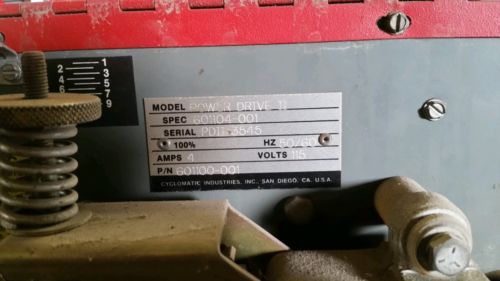 2 1
4 3
6 5
7
9
MODEL POWER DRIVE II
SPEC 601104-001
SERIAL PDII-3545
100% HZ 50/60
AMPS 4 VOLTS 115
P/N 601100-001
CYCLOMATIC INDUSTRIES, INC. SAN DIEGO, CA. U.S.A.